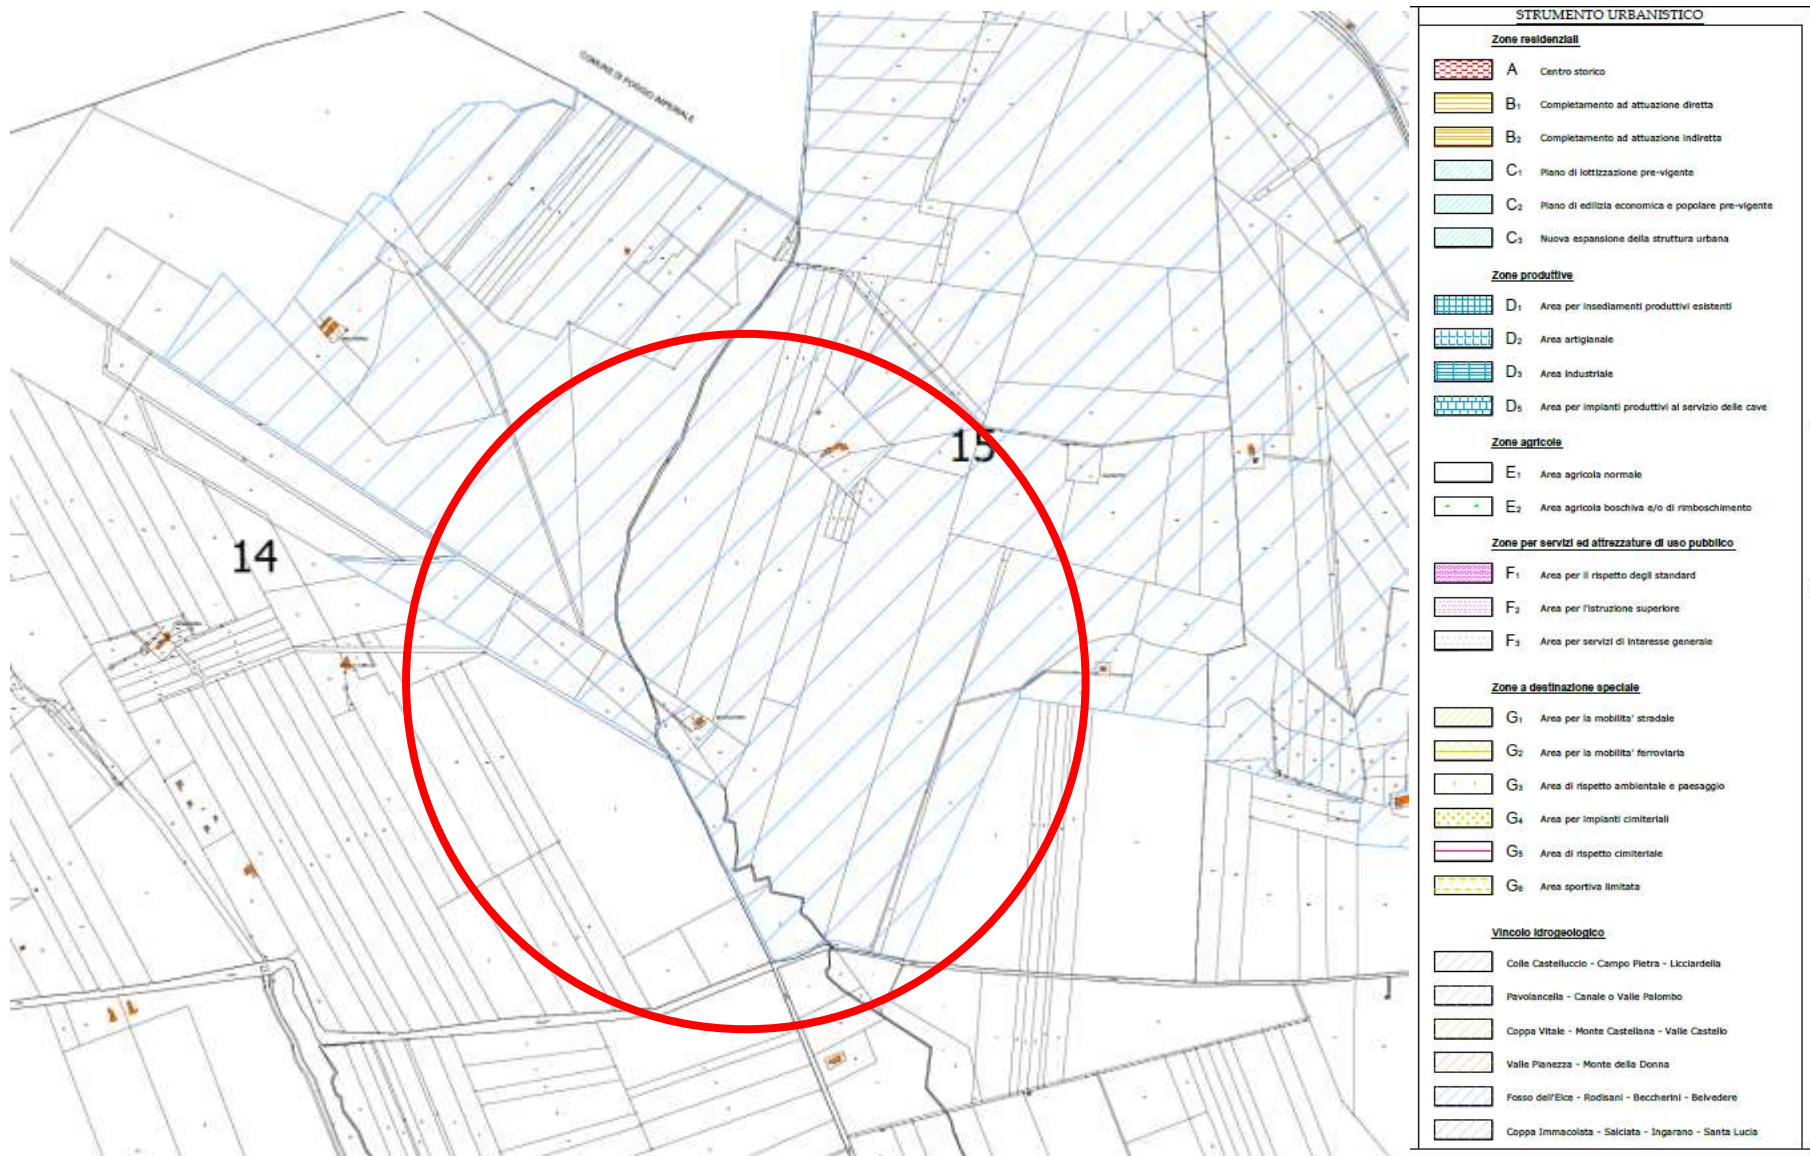 COMUNE DI POGGIO IMPERIALE
15
14
STRUMENTO URBANISTICO
Zone residenziali
A Centro storico
B1 Completamento ad attuazione diretta
B2 Completamento ad attuazione indiretta
C1 Piano di lottizzazione pre-vigente
C2 Piano di edilizia economica e popolare pre-vigente
C3 Nuova espansione della struttura urbana
Zone produttive
D1 Area per insediamenti produttivi esistenti
D2 Area artigianale
D3 Area industriale
D5 Area per impianti produttivi al servizio delle cave
Zone agricole
E1 Area agricola normale
E2 Area agricola boschiva e/o di rimboschimento
Zone per servizi ed attrezzature di uso pubblico
F1 Area per il rispetto degli standard
F2 Area per l'istruzione superiore
F3 Area per servizi di interesse generale
Zone a destinazione speciale
G1 Area per la mobilita' stradale
G2 Area per la mobilita' ferroviaria
G3 Area di rispetto ambientale e paesaggio
G4 Area per impianti cimiteriali
G5 Area di rispetto cimiteriale
G6 Area sportiva limitata
Vincolo idrogeologico
Colle Castelluccio - Campo Pietra - Licciardella
Pavolancella - Canale o Valle Palombo
Coppa Vitale - Monte Castellana - Valle Castello
Valle Pianezza - Monte della Donna
Fosso dell'Elce - Rodisani - Beccherini - Belvedere
Coppa Immacolata - Salciata - Ingarano - Santa Lucia